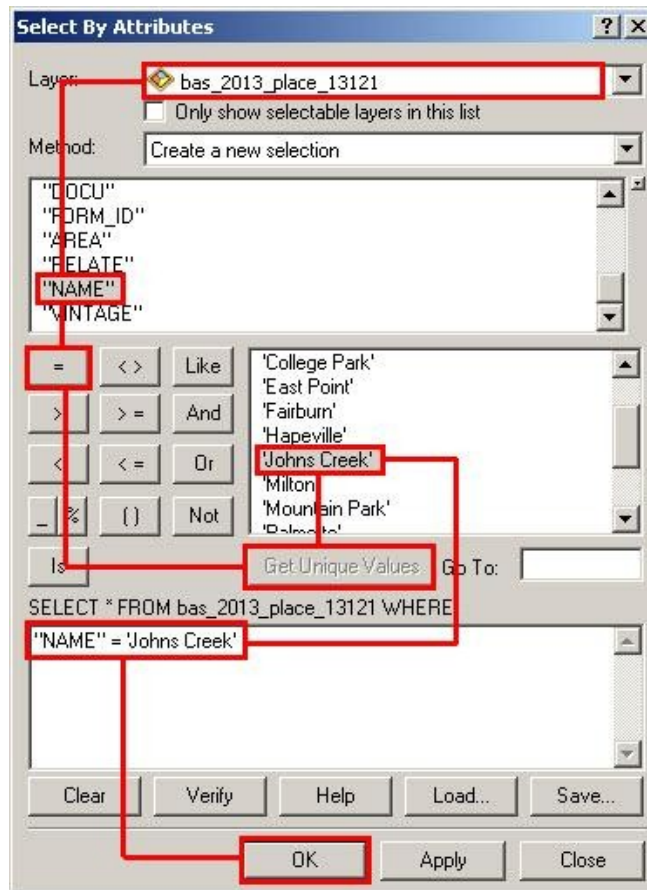 Select By Attributes
Layer: bas_2013_place_13121
Only show selectable layers in this list
Method: Create a new selection
"DOCU"
"FORM_ID"
"AREA"
"RELATE"
"NAME"
"VINTAGE"
= < > Like
> > = And
< < = Or
_ % ( ) Not
Is
'College Park'
'East Point'
'Fairburn'
'Hapeville'
'Johns Creek'
'Milton'
'Mountain Park'
'Palmetto'
Get Unique Values Go To:
SELECT * FROM bas_2013_place_13121 WHERE
"NAME" = 'Johns Creek'
Clear Verify Help Load... Save...
OK Apply Close